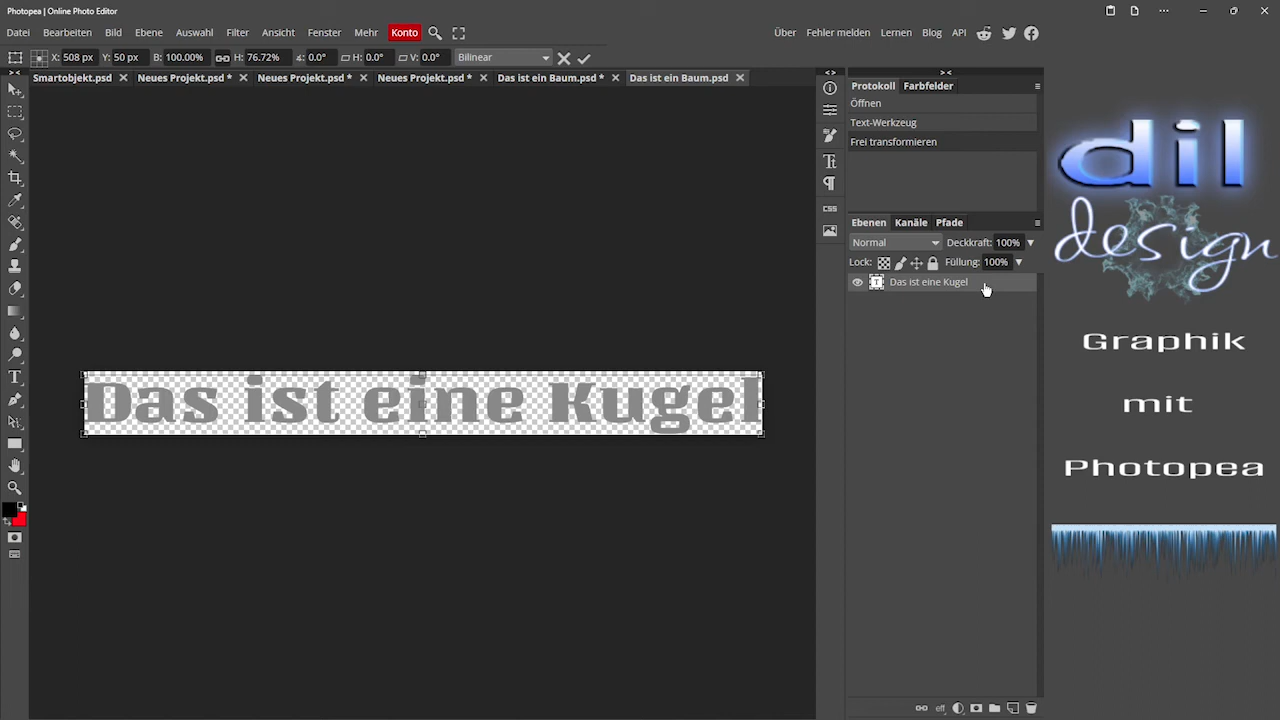 Photopea | Online Photo Editor
Datei Bearbeiten Bild Ebene Auswahl Filter Ansicht Fenster Mehr Konto Über Fehler melden Lernen Blog API
X: 508 px Y: 50 px B: 100.00% H: 76.72% 0.0° H: 0.0° V: 0.0° Bilinear
Smartobjekt.psd Neues Projekt.psd * Neues Projekt.psd * Neues Projekt.psd * Das ist ein Baum.psd * Das ist ein Baum.psd
Protokoll Farbfelder
Öffnen
Text-Werkzeug
Frei transformieren
CSS
Ebenen Kanäle Pfade
Normal Deckkraft: 100%
Lock: Füllung: 100%
Das ist eine Kugel
Das ist eine Kugel
eff
dil
design
Graphik
mit
Photopea